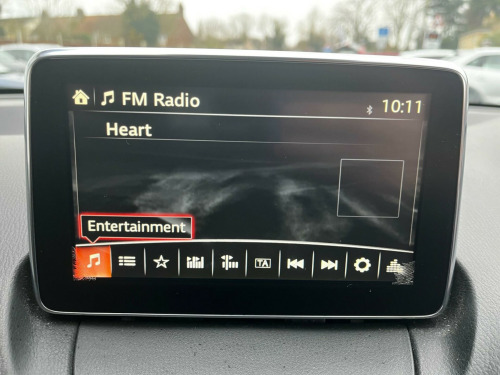 FM Radio 10:11
Heart
Entertainment
TA